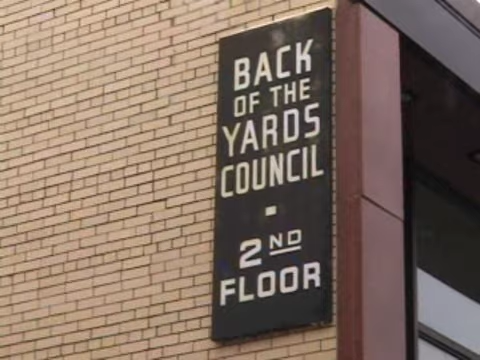 BACK
OF THE
YARDS
COUNCIL
2ND
FLOOR